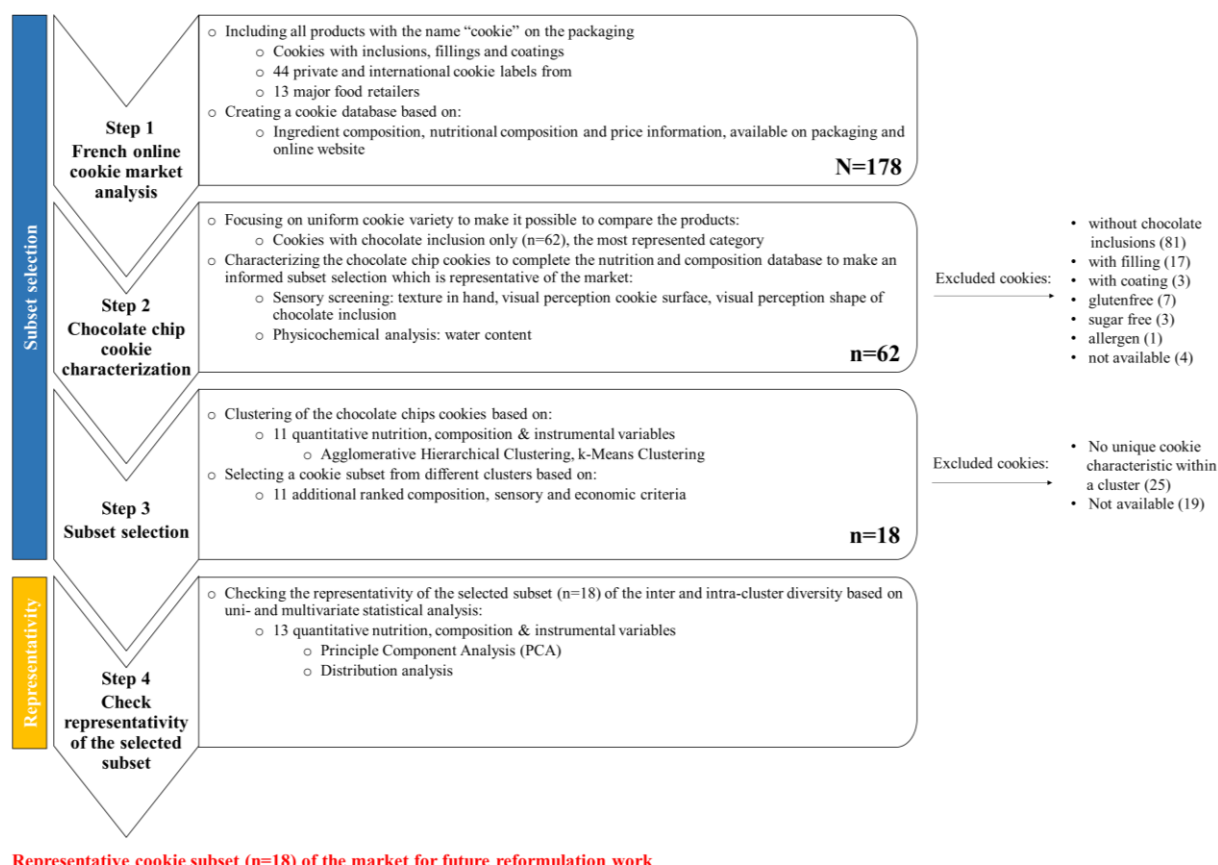 Subset selection
Step 1
French online
cookie market
analysis
o Including all products with the name “cookie” on the packaging
o Cookies with inclusions, fillings and coatings
o 44 private and international cookie labels from
o 13 major food retailers
o Creating a cookie database based on:
o Ingredient composition, nutritional composition and price information, available on packaging and
online website
N=178
Step 2
Chocolate chip
cookie
characterization
o Focusing on uniform cookie variety to make it possible to compare the products:
o Cookies with chocolate inclusion only (n=62), the most represented category
o Characterizing the chocolate chip cookies to complete the nutrition and composition database to make an
informed subset selection which is representative of the market:
o Sensory screening: texture in hand, visual perception cookie surface, visual perception shape of
chocolate inclusion
o Physicochemical analysis: water content
n=62
Excluded cookies:
• without chocolate
inclusions (81)
• with filling (17)
• with coating (3)
• glutenfree (7)
• sugar free (3)
• allergen (1)
• not available (4)
Step 3
Subset selection
o Clustering of the chocolate chips cookies based on:
o 11 quantitative nutrition, composition & instrumental variables
o Agglomerative Hierarchical Clustering, k-Means Clustering
o Selecting a cookie subset from different clusters based on:
o 11 additional ranked composition, sensory and economic criteria
n=18
Excluded cookies:
• No unique cookie
characteristic within
a cluster (25)
• Not available (19)
Representativity
Step 4
Check
representativity
of the selected
subset
o Checking the representativity of the selected subset (n=18) of the inter and intra-cluster diversity based on
uni- and multivariate statistical analysis:
o 13 quantitative nutrition, composition & instrumental variables
o Principle Component Analysis (PCA)
o Distribution analysis
Representative cookie subset (n=18) of the market for future reformulation work